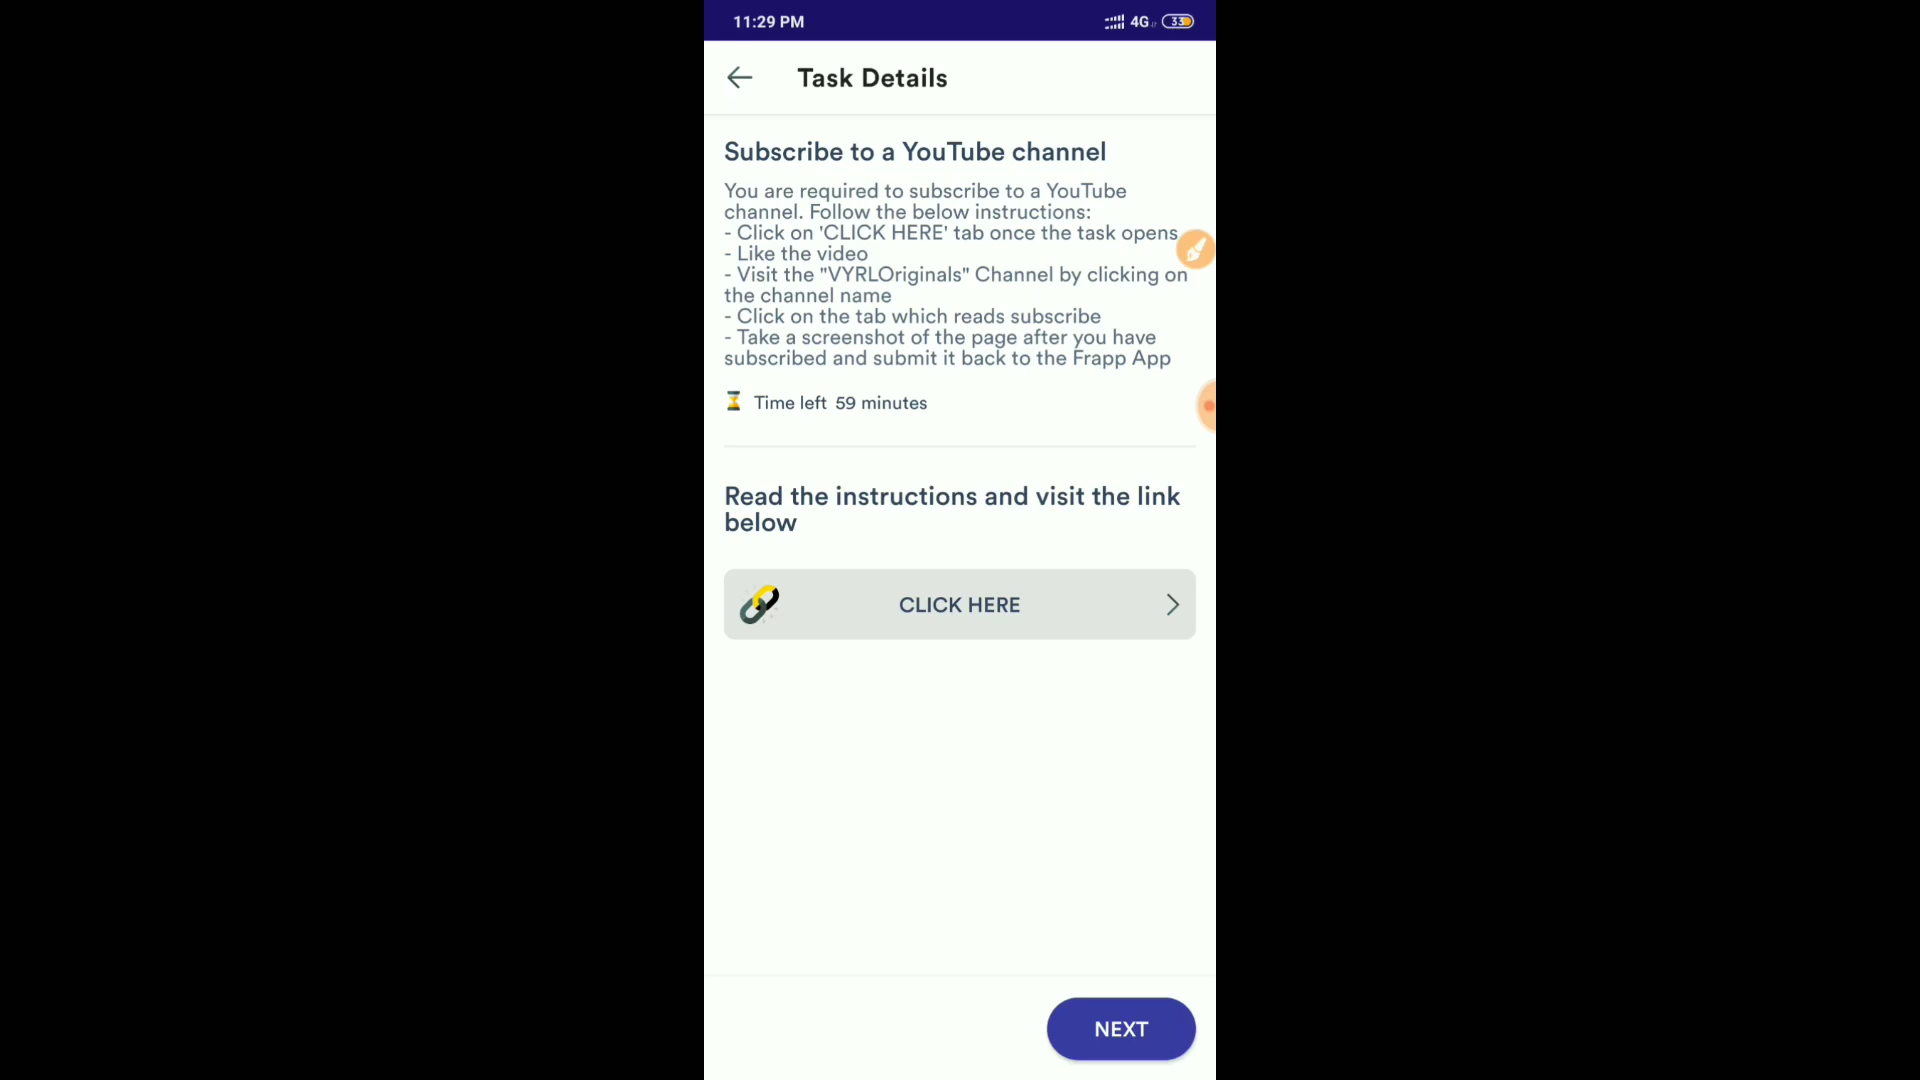 11:29 PM
4G
33
Task Details
Subscribe to a YouTube channel
You are required to subscribe to a YouTube
channel. Follow the below instructions:
- Click on 'CLICK HERE' tab once the task opens
- Like the video
- Visit the "VYRLOriginals" Channel by clicking on
the channel name
- Click on the tab which reads subscribe
- Take a screenshot of the page after you have
subscribed and submit it back to the Frapp App
Time left 59 minutes
Read the instructions and visit the link
below
CLICK HERE
NEXT